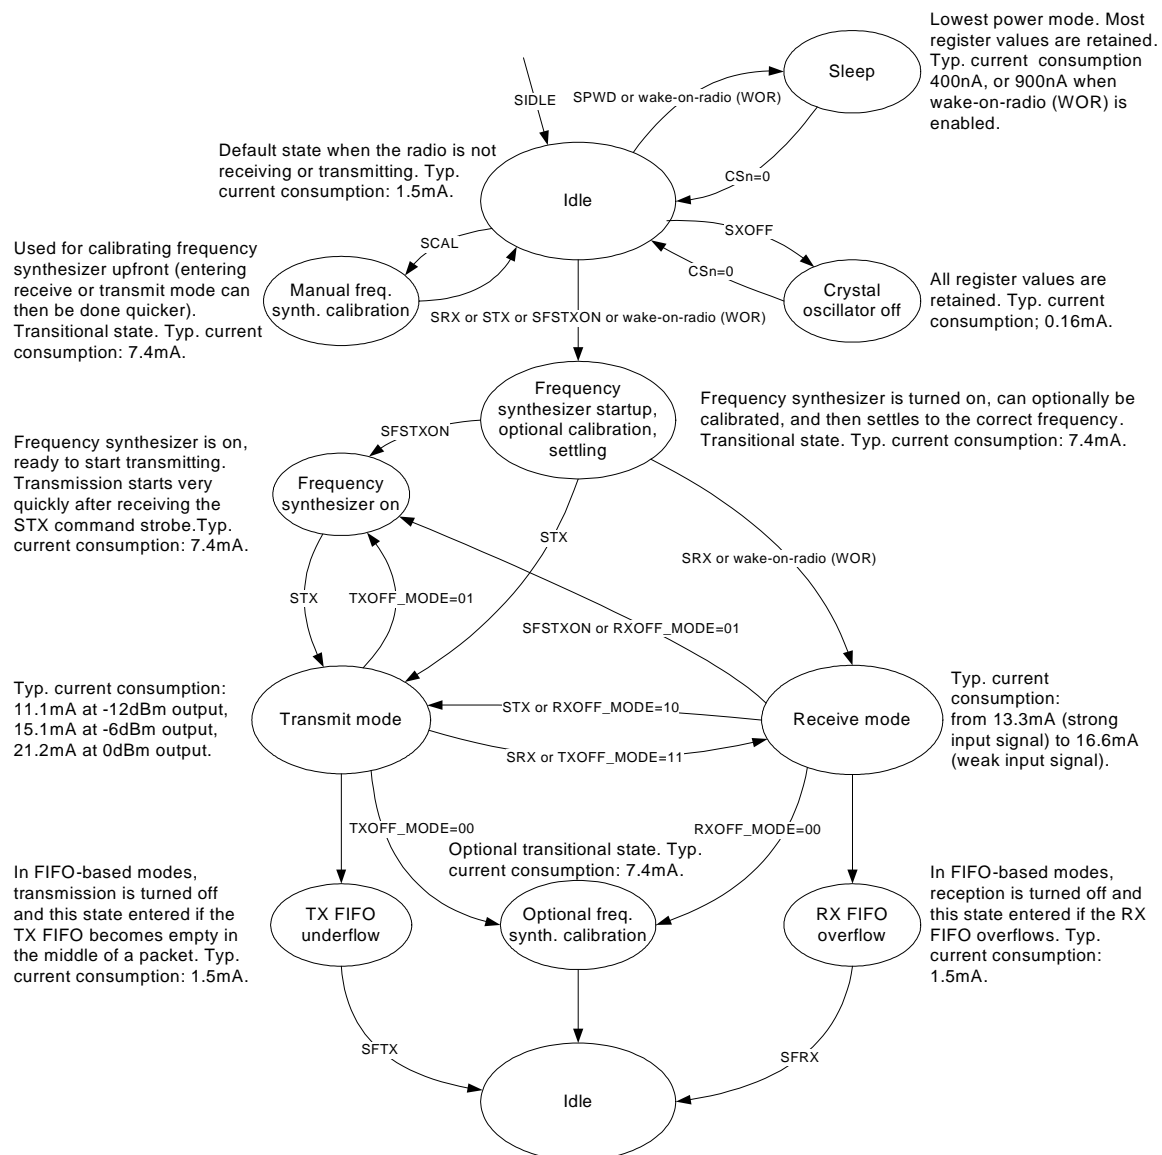 Lowest power mode. Most
register values are retained.
Typ. current  consumption
400nA, or 900nA when
wake-on-radio (WOR) is
enabled.
Sleep
SIDLE
SPWD or wake-on-radio (WOR)
Default state when the radio is not
receiving or transmitting. Typ.
current consumption: 1.5mA.
Idle
CSn=0
SXOFF
CSn=0
SCAL
Used for calibrating frequency
synthesizer upfront (entering
receive or transmit mode can
then be done quicker).
Transitional state. Typ. current
consumption: 7.4mA.
Manual freq.
synth. calibration
Crystal
oscillator off
All register values are
retained. Typ. current
consumption; 0.16mA.
SRX or STX or SFSTXON or wake-on-radio (WOR)
Frequency
synthesizer startup,
optional calibration,
settling
Frequency synthesizer is turned on, can optionally be
calibrated, and then settles to the correct frequency.
Transitional state. Typ. current consumption: 7.4mA.
SFSTXON
Frequency synthesizer is on,
ready to start transmitting.
Transmission starts very
quickly after receiving the
STX command strobe.Typ.
current consumption: 7.4mA.
Frequency
synthesizer on
STX
SRX or wake-on-radio (WOR)
STX
TXOFF_MODE=01
SFSTXON or RXOFF_MODE=01
Typ. current consumption:
11.1mA at -12dBm output,
15.1mA at -6dBm output,
21.2mA at 0dBm output.
Transmit mode
STX or RXOFF_MODE=10
SRX or TXOFF_MODE=11
Receive mode
Typ. current
consumption:
from 13.3mA (strong
input signal) to 16.6mA
(weak input signal).
TXOFF_MODE=00
RXOFF_MODE=00
Optional transitional state. Typ.
current consumption: 7.4mA.
In FIFO-based modes,
transmission is turned off
and this state entered if the
TX FIFO becomes empty in
the middle of a packet. Typ.
current consumption: 1.5mA.
TX FIFO
underflow
Optional freq.
synth. calibration
RX FIFO
overflow
In FIFO-based modes,
reception is turned off and
this state entered if the RX
FIFO overflows. Typ.
current consumption:
1.5mA.
SFTX
SFRX
Idle